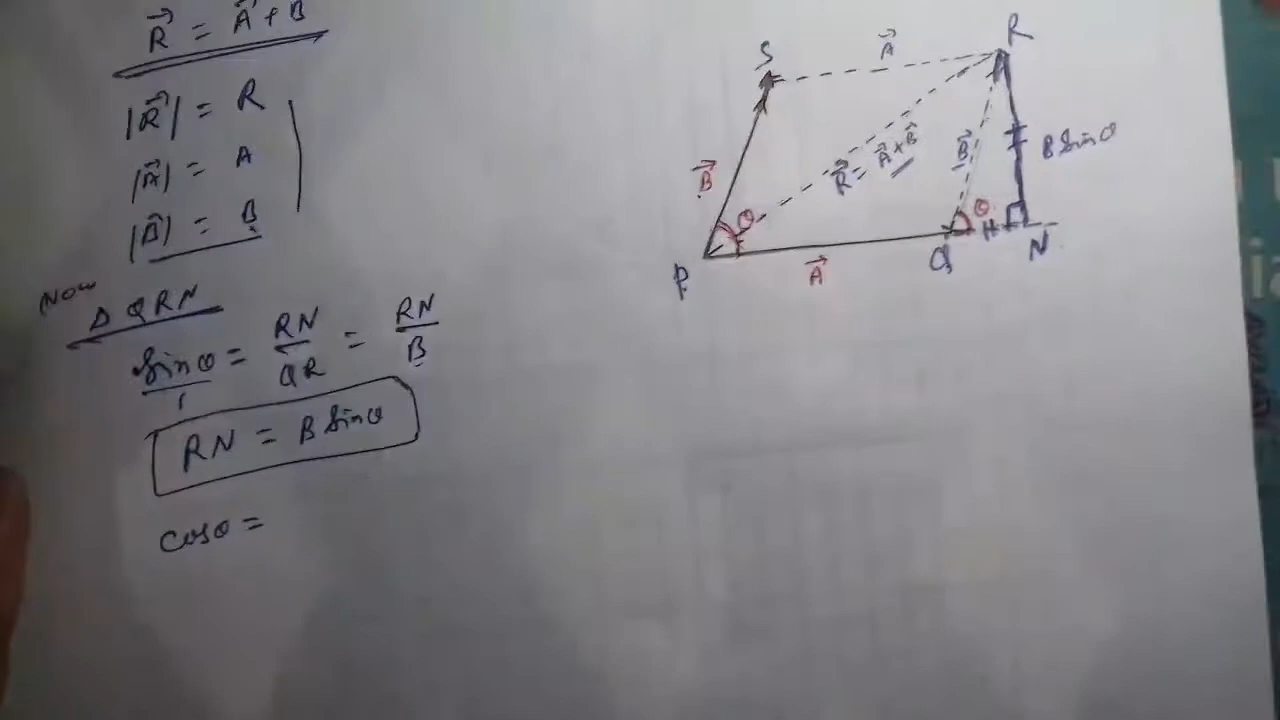 R⃗ = A⃗ + B
|R⃗| = R
|A⃗| = A
|B⃗| = B
Now
Δ QRN
Sinθ/1 = RN/QR = RN/B
RN = B Sinθ
cosθ =
R
S
A⃗
B⃗
R⃗ = A⃗+B⃗
B⃗
B Sinθ
θ
θ
P
A⃗
Q
N